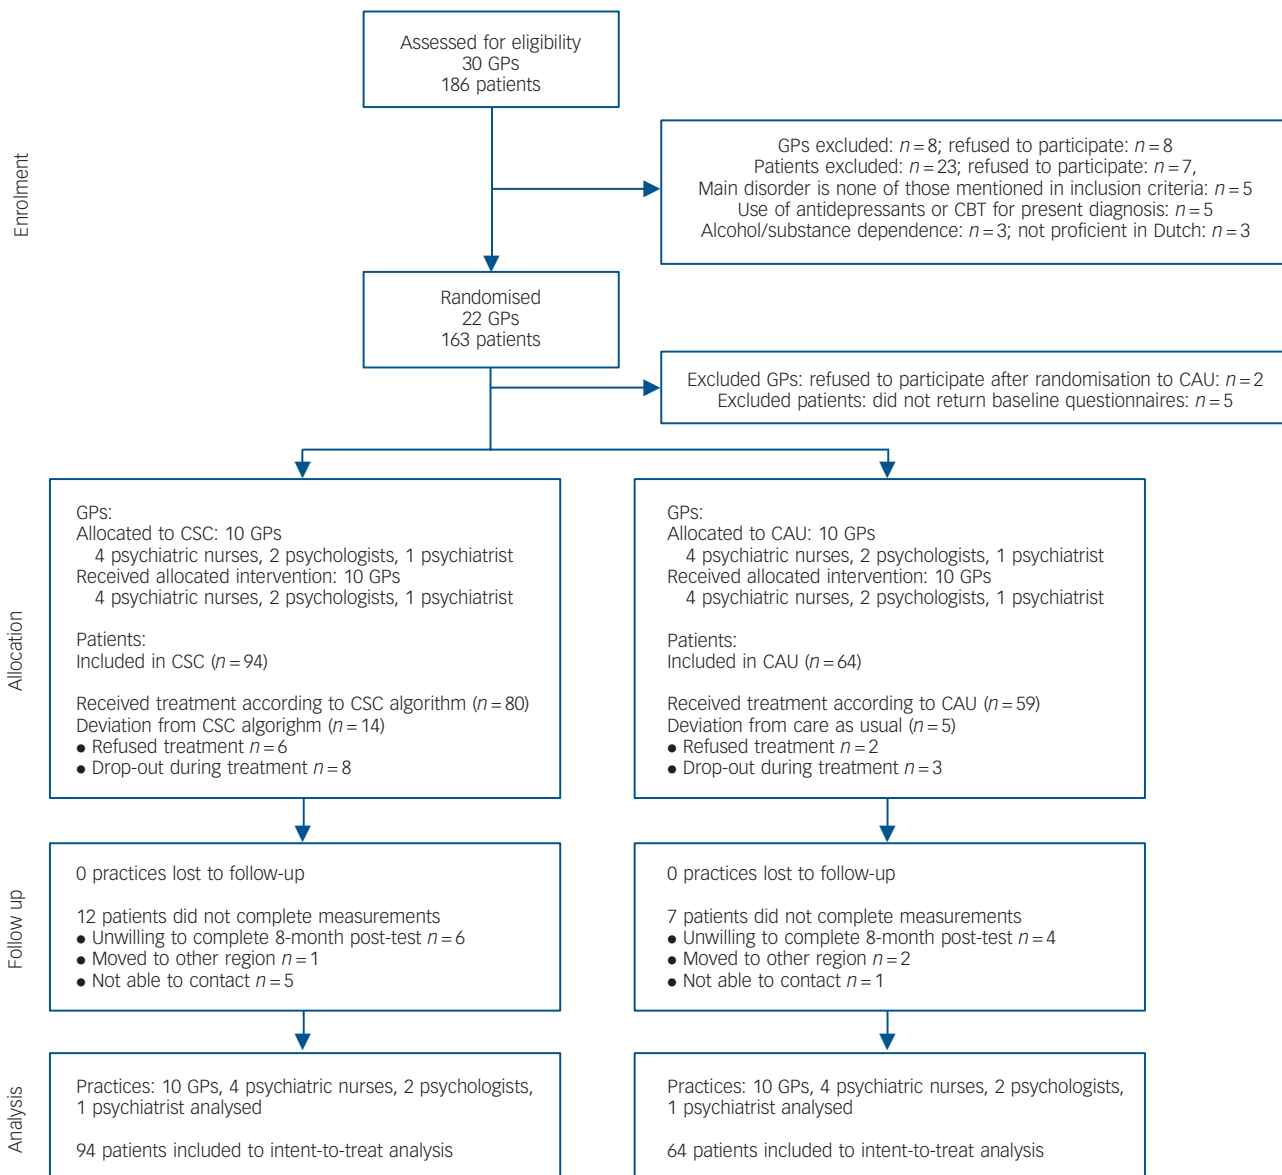 Assessed for eligibility
30 GPs
186 patients
Enrolment
GPs excluded: n = 8; refused to participate: n = 8
Patients excluded: n = 23; refused to participate: n = 7,
Main disorder is none of those mentioned in inclusion criteria: n = 5
Use of antidepressants or CBT for present diagnosis: n = 5
Alcohol/substance dependence: n = 3; not proficient in Dutch: n = 3
Randomised
22 GPs
163 patients
Excluded GPs: refused to participate after randomisation to CAU: n = 2
Excluded patients: did not return baseline questionnaires: n = 5
Allocation
GPs:
Allocated to CSC: 10 GPs
4 psychiatric nurses, 2 psychologists, 1 psychiatrist
Received allocated intervention: 10 GPs
4 psychiatric nurses, 2 psychologists, 1 psychiatrist
Patients:
Included in CSC (n = 94)
Received treatment according to CSC algorithm (n = 80)
Deviation from CSC algorighm (n = 14)
● Refused treatment n = 6
● Drop-out during treatment n = 8
GPs:
Allocated to CAU: 10 GPs
4 psychiatric nurses, 2 psychologists, 1 psychiatrist
Received allocated intervention: 10 GPs
4 psychiatric nurses, 2 psychologists, 1 psychiatrist
Patients:
Included in CAU (n = 64)
Received treatment according to CAU (n = 59)
Deviation from care as usual (n = 5)
● Refused treatment n = 2
● Drop-out during treatment n = 3
Follow up
0 practices lost to follow-up
12 patients did not complete measurements
● Unwilling to complete 8-month post-test n = 6
● Moved to other region n = 1
● Not able to contact n = 5
0 practices lost to follow-up
7 patients did not complete measurements
● Unwilling to complete 8-month post-test n = 4
● Moved to other region n = 2
● Not able to contact n = 1
Analysis
Practices: 10 GPs, 4 psychiatric nurses, 2 psychologists,
1 psychiatrist analysed
94 patients included to intent-to-treat analysis
Practices: 10 GPs, 4 psychiatric nurses, 2 psychologists,
1 psychiatrist analysed
64 patients included to intent-to-treat analysis